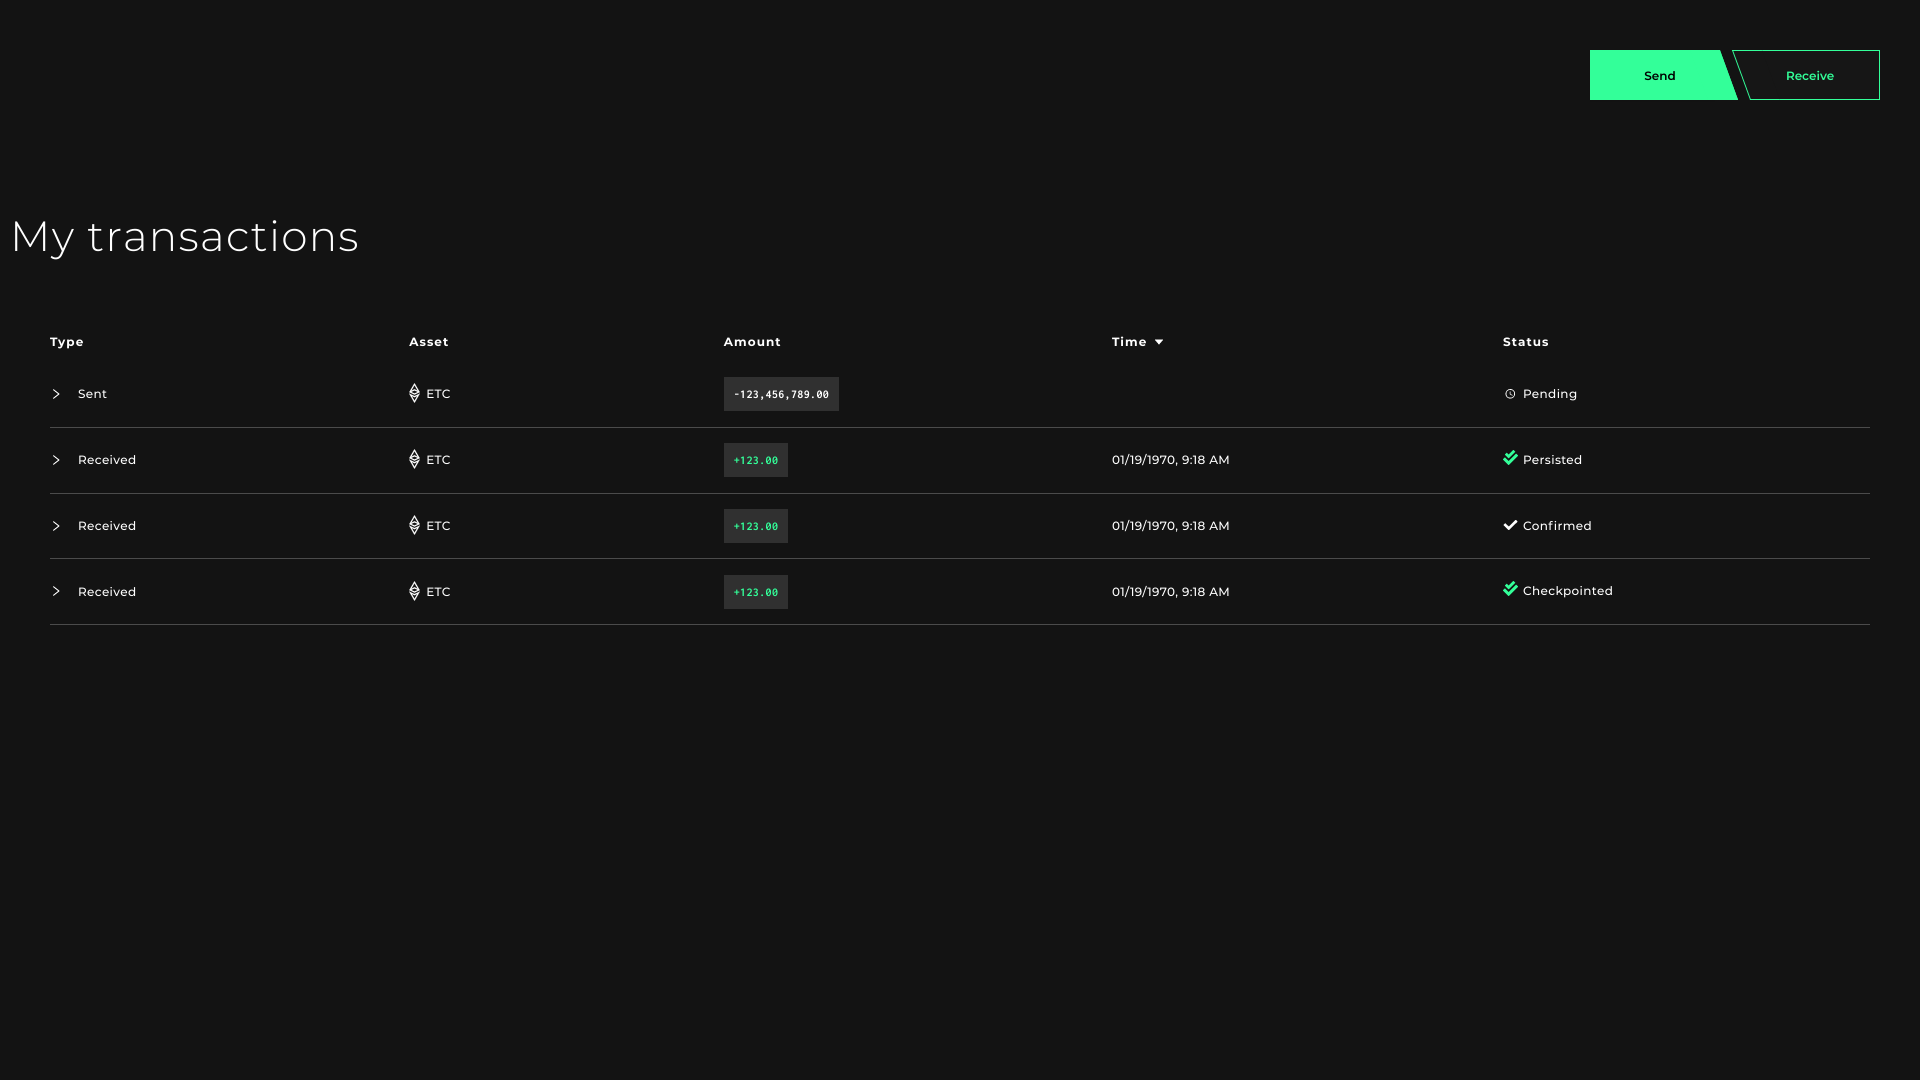 Send
Receive
My transactions
Type Asset Amount Time Status
Sent ETC -123,456,789.00 Pending
Received ETC +123.00 01/19/1970, 9:18 AM Persisted
Received ETC +123.00 01/19/1970, 9:18 AM Confirmed
Received ETC +123.00 01/19/1970, 9:18 AM Checkpointed